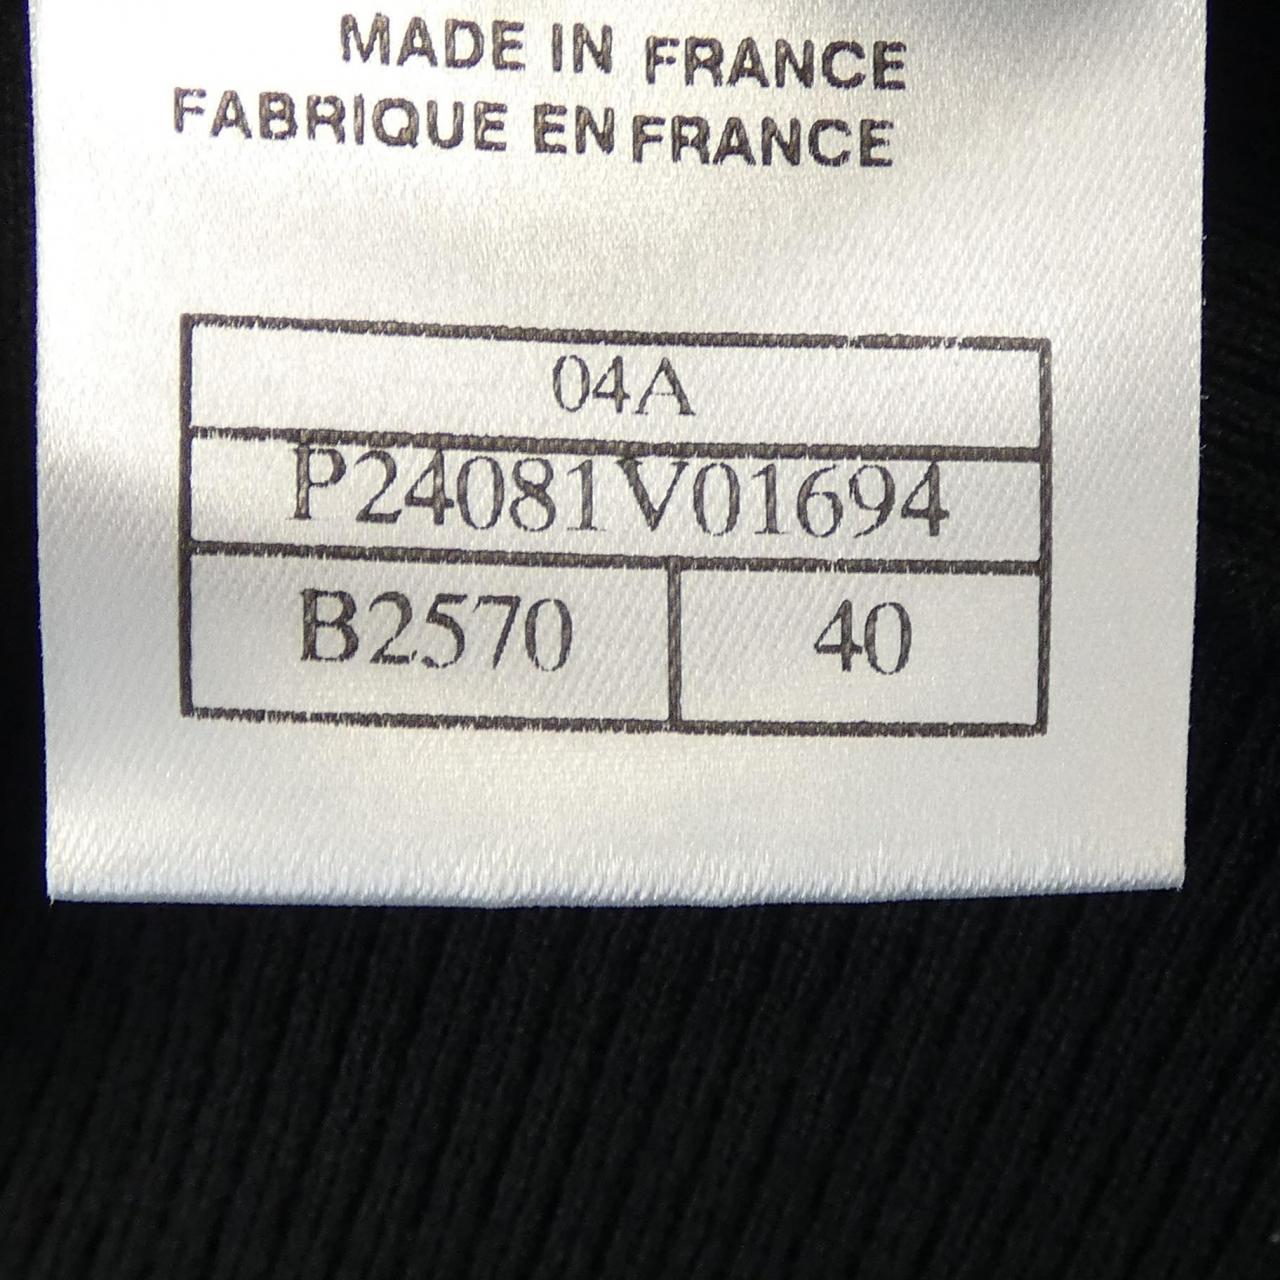 MADE IN FRANCE
FABRIQUE EN FRANCE
04A
P24081V01694
B2570 40